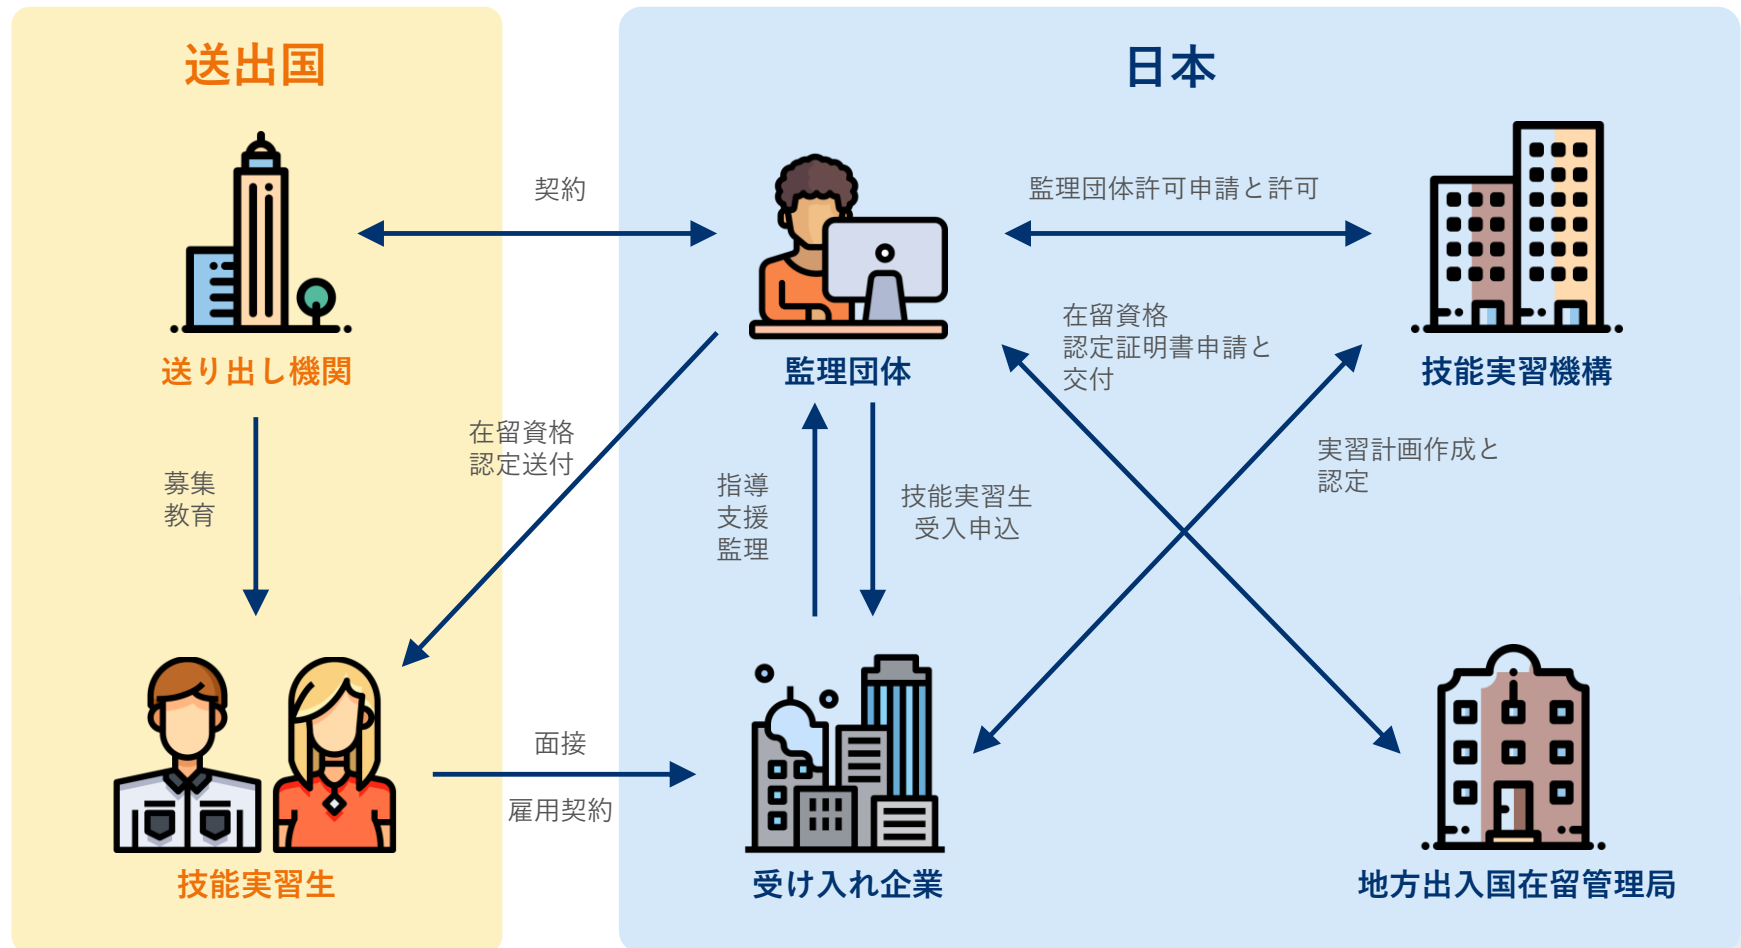 送出国
日本
契約
監理団体許可申請と許可
送り出し機関
監理団体
技能実習機構
在留資格
認定証明書申請と
交付
在留資格
認定送付
募集
教育
指導
支援
監理
技能実習生
受入申込
実習計画作成と
認定
面接
雇用契約
技能実習生
受け入れ企業
地方出入国在留管理局